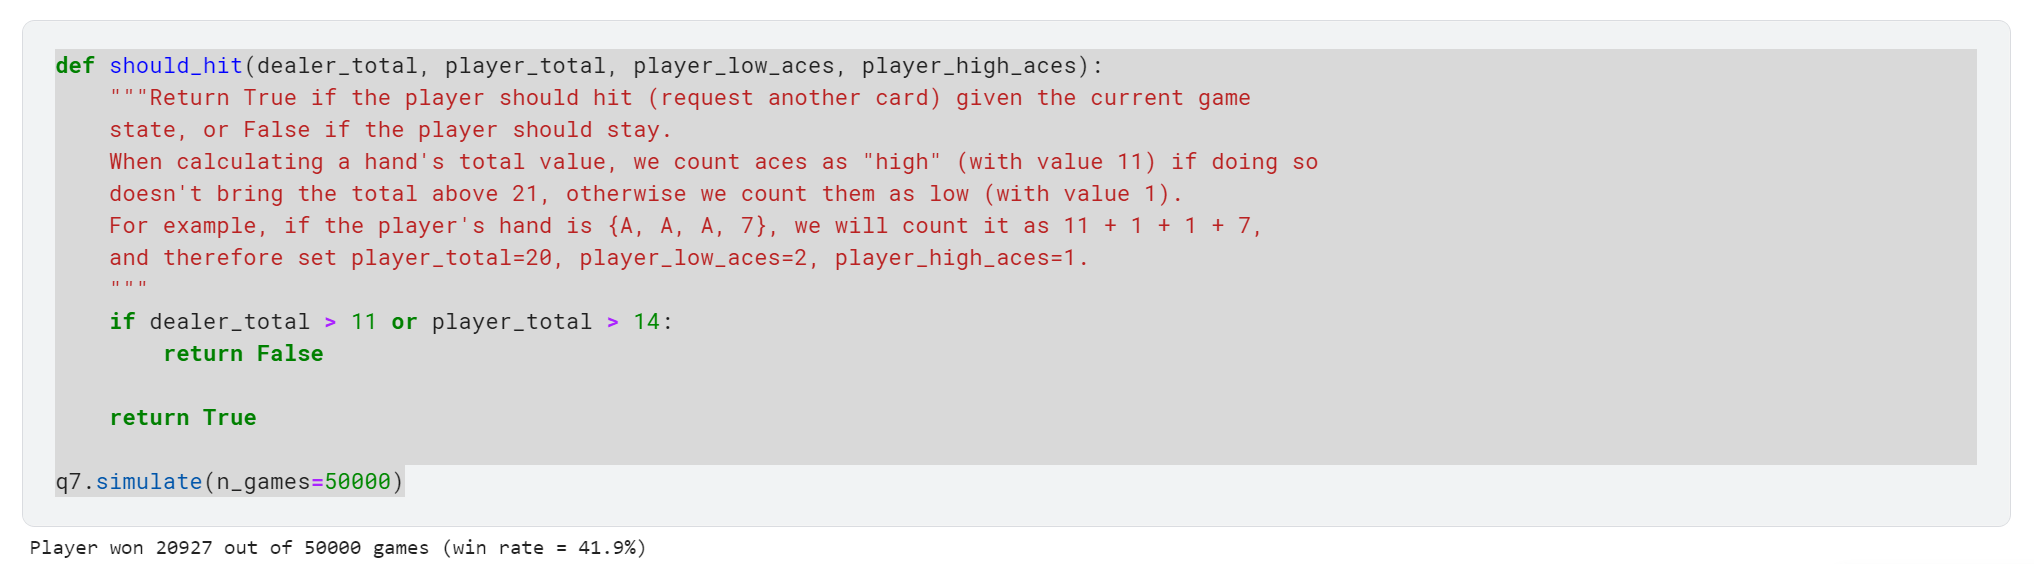 def should_hit(dealer_total, player_total, player_low_aces, player_high_aces):
    """Return True if the player should hit (request another card) given the current game
    state, or False if the player should stay.
    When calculating a hand's total value, we count aces as "high" (with value 11) if doing so
    doesn't bring the total above 21, otherwise we count them as low (with value 1).
    For example, if the player's hand is {A, A, A, 7}, we will count it as 11 + 1 + 1 + 7,
    and therefore set player_total=20, player_low_aces=2, player_high_aces=1.
    """
    if dealer_total > 11 or player_total > 14:
        return False
    return True
q7.simulate(n_games=50000)
Player won 20927 out of 50000 games (win rate = 41.9%)